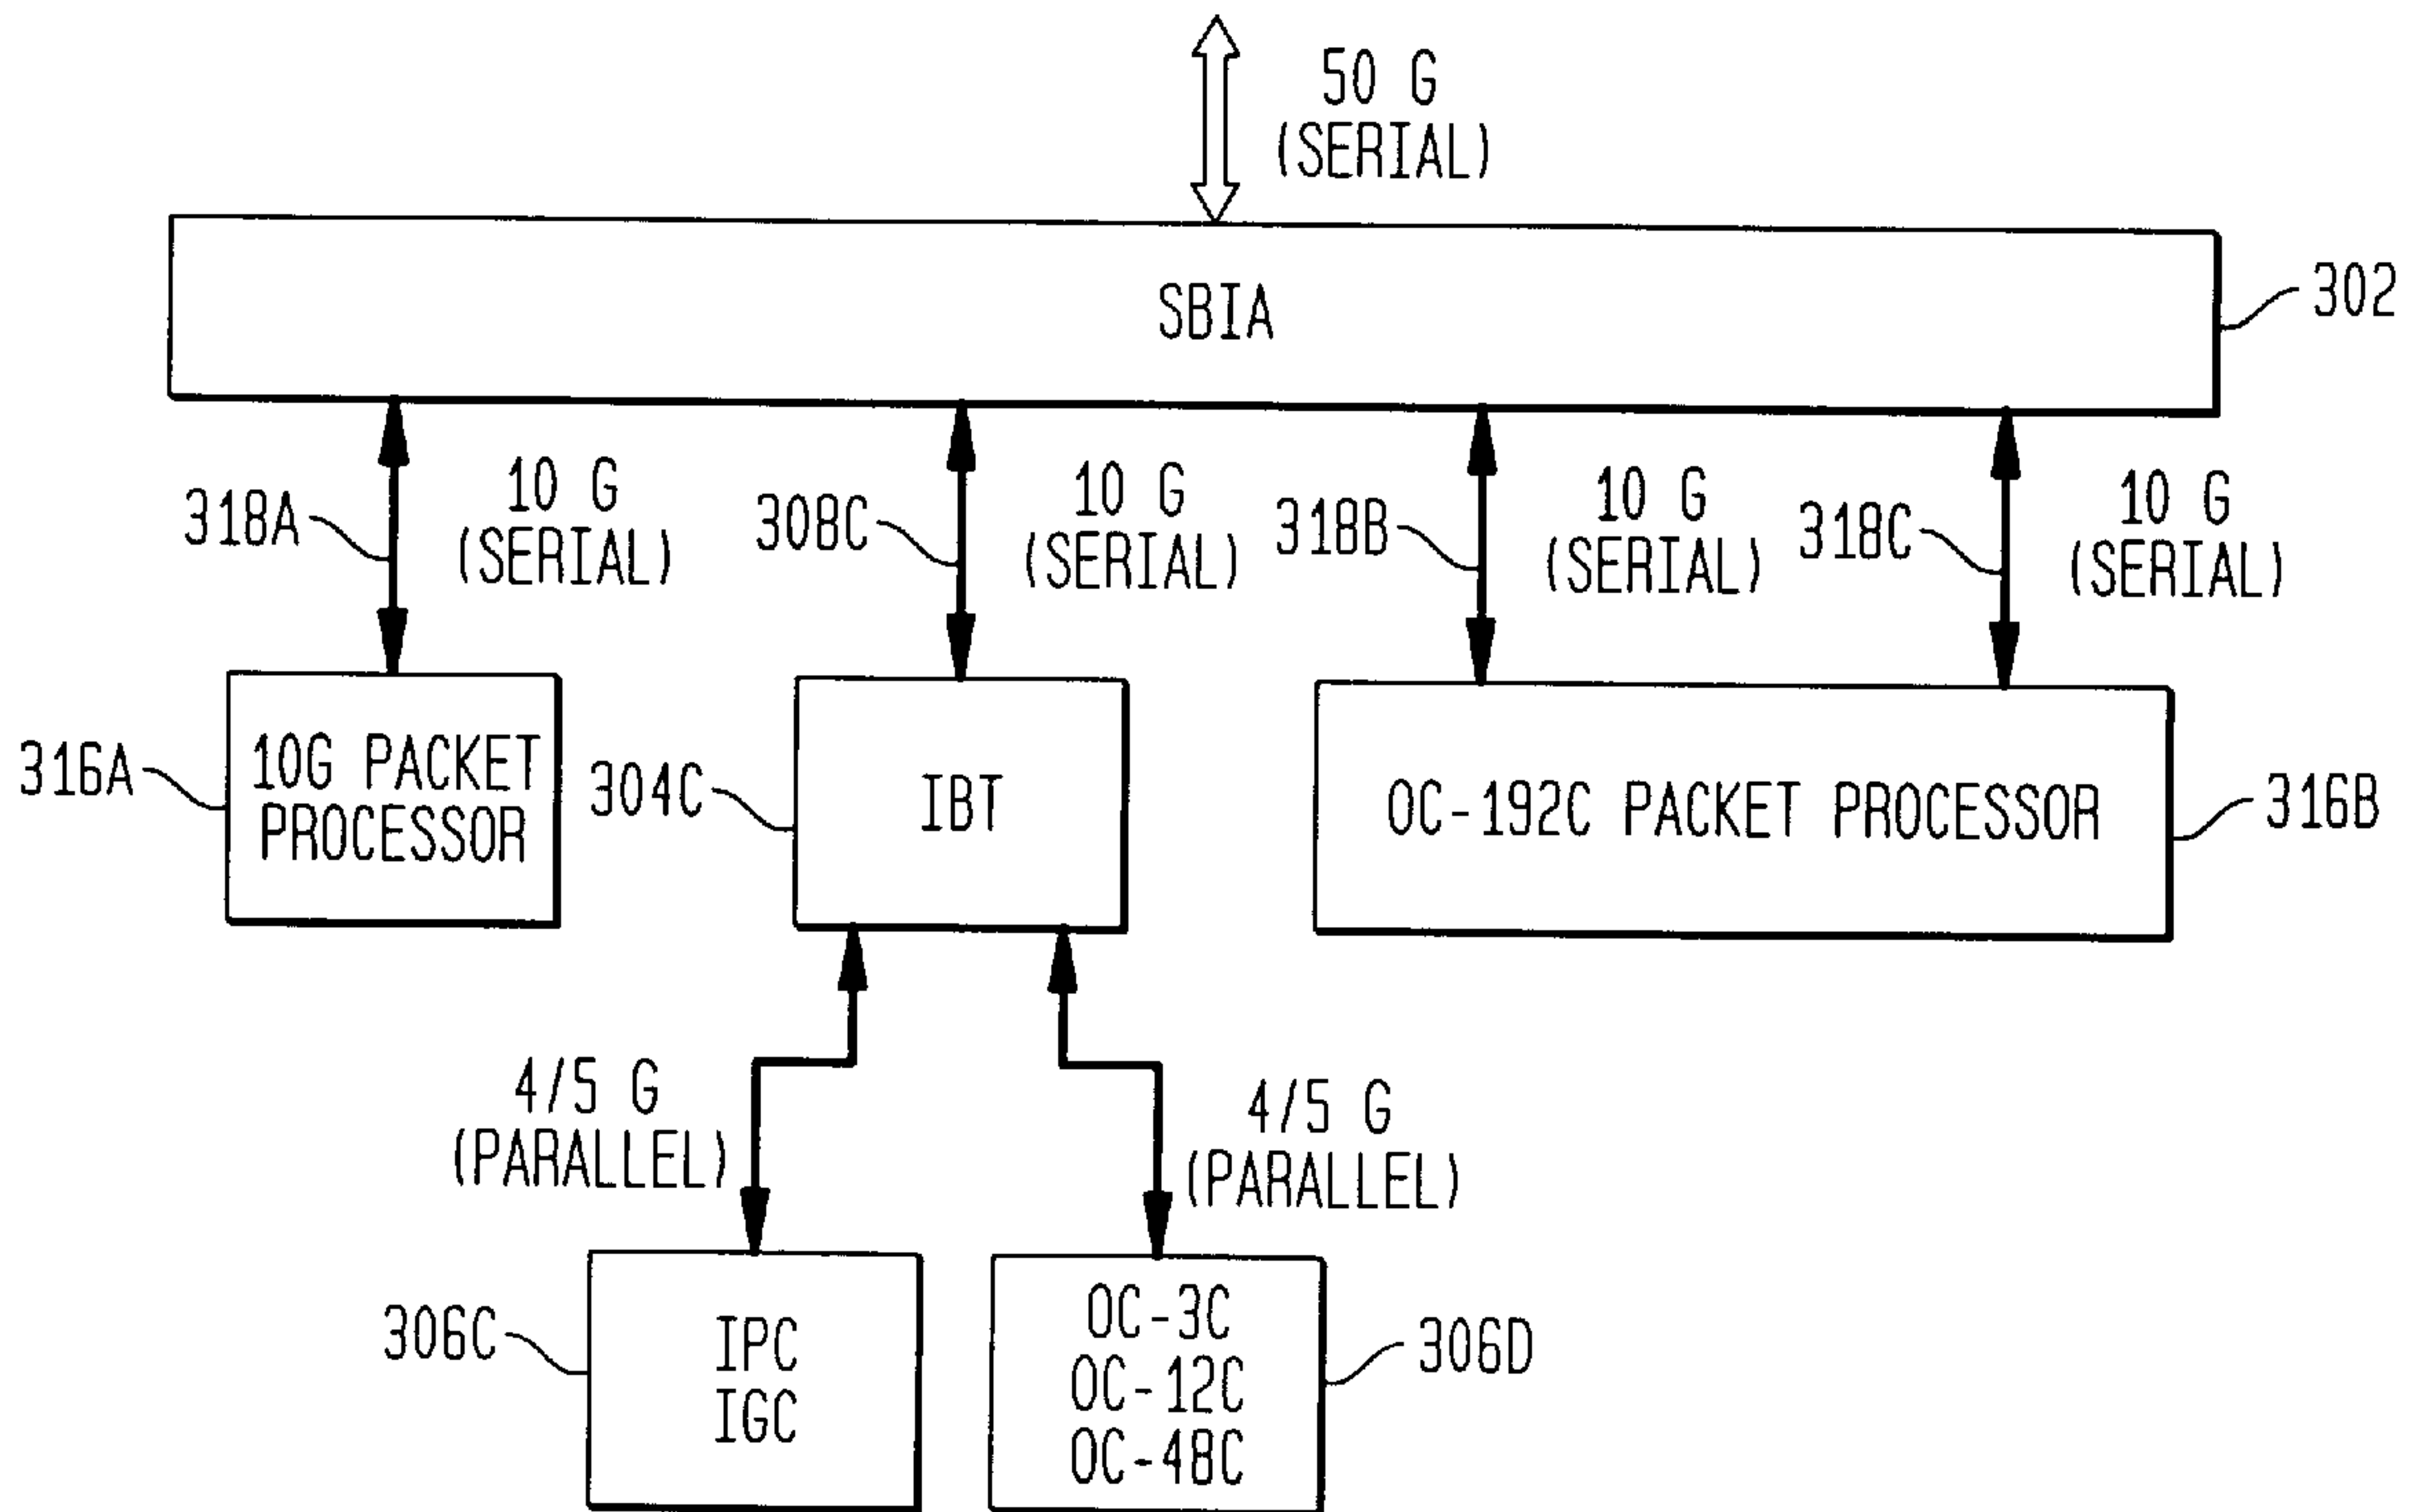 50 G
(SERIAL)
SBIA
302
318A
10 G
(SERIAL)
308C
10 G
(SERIAL)
318B
10 G
(SERIAL)
318C
10 G
(SERIAL)
316A
10G PACKET
PROCESSOR
304C
IBT
OC-192C PACKET PROCESSOR
316B
4/5 G
(PARALLEL)
4/5 G
(PARALLEL)
306C
IPC
IGC
OC-3C
OC-12C
OC-48C
306D